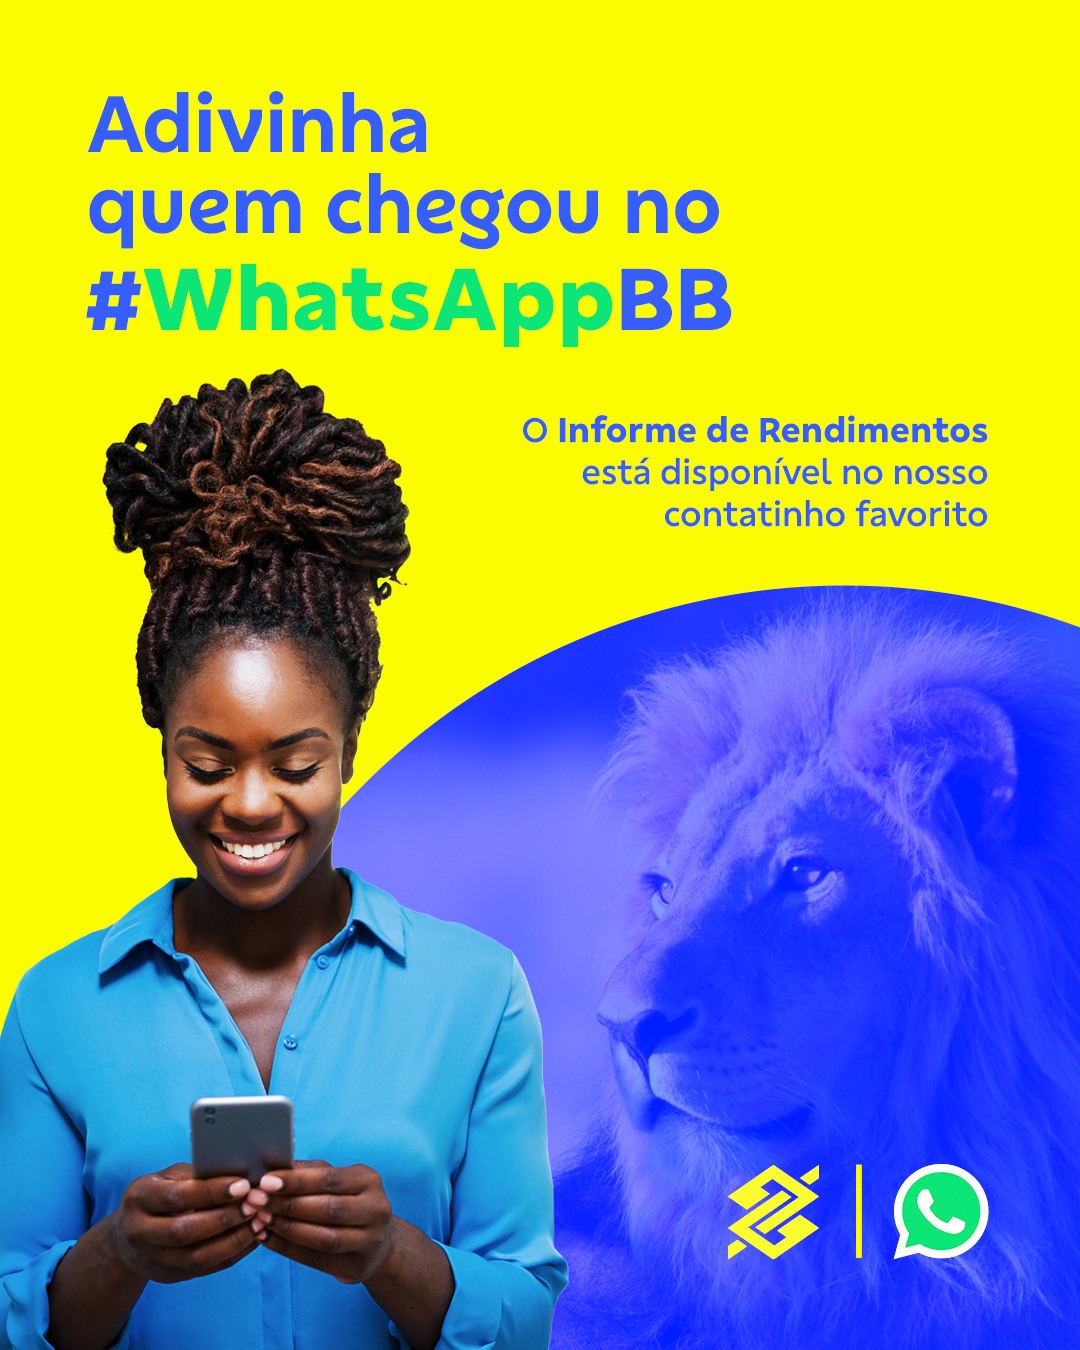 Adivinha
quem chegou no
#WhatsAppBB
O Informe de Rendimentos
está disponível no nosso
contatinho favorito